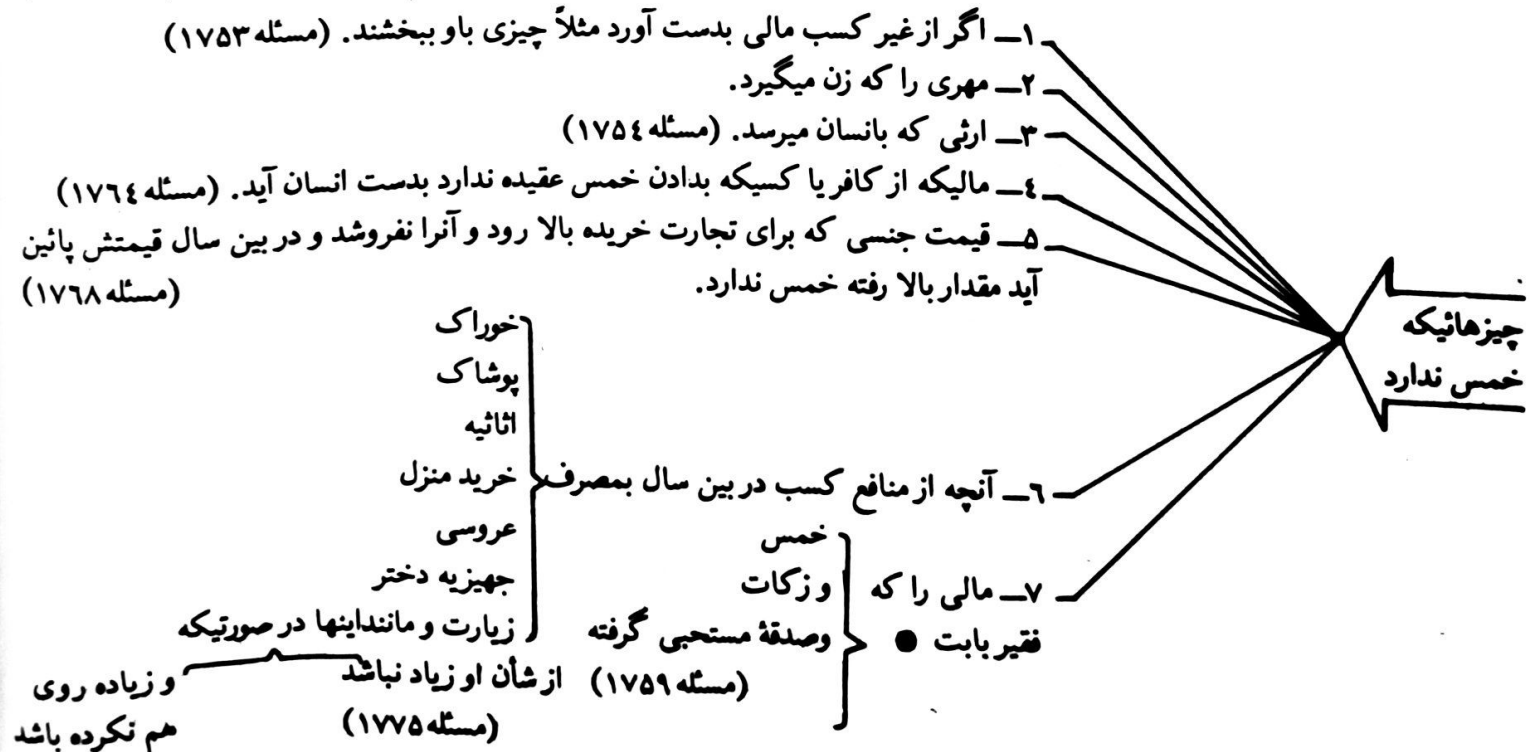 چیزهائیکه
خمس ندارد
۱ـ اگر از غیر کسب مالی بدست آورد مثلاً چیزی باو ببخشند. (مسئله ۱۷۵۳)
۲ـ مهری را که زن میگیرد.
۳ـ ارثی که بانسان میرسد. (مسئله ۱۷۵٤)
٤ـ مالیکه از کافر یا کسیکه بدادن خمس عقیده ندارد بدست انسان آید. (مسئله ۱۷٦٤)
۵ـ قیمت جنسی که برای تجارت خریده بالا رود و آنرا نفروشد و در بین سال قیمتش پائین
آید مقدار بالا رفته خمس ندارد. (مسئله ۱۷٦۸)
٦ـ آنچه از منافع کسب در بین سال بمصرف
خوراک
پوشاک
اثاثیه
خرید منزل
عروسی
جهیزیه دختر
زیارت و ماننداینها در صورتیکه
از شأن او زیاد نباشد
(مسئله ۱۷۷۵)
و زیاده روی
هم نکرده باشد
۷ـ مالی را که
فقیر بابت ●
خمس
و زکات
وصدقهٔ مستحبی گرفته
(مسئله ۱۷۵۹)